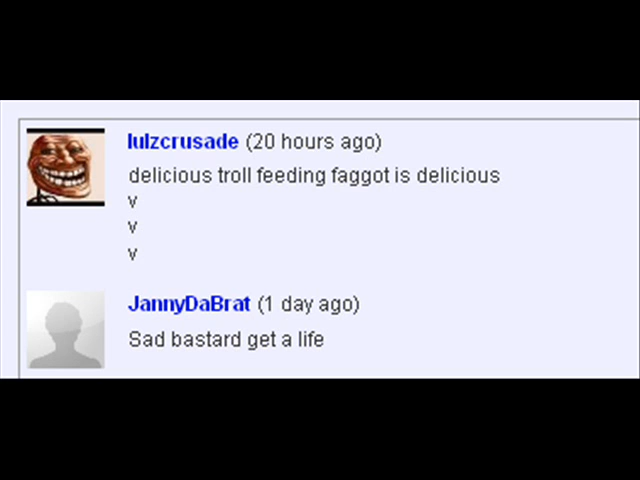 lulzcrusade (20 hours ago)
delicious troll feeding faggot is delicious
v
v
v
JannyDaBrat (1 day ago)
Sad bastard get a life